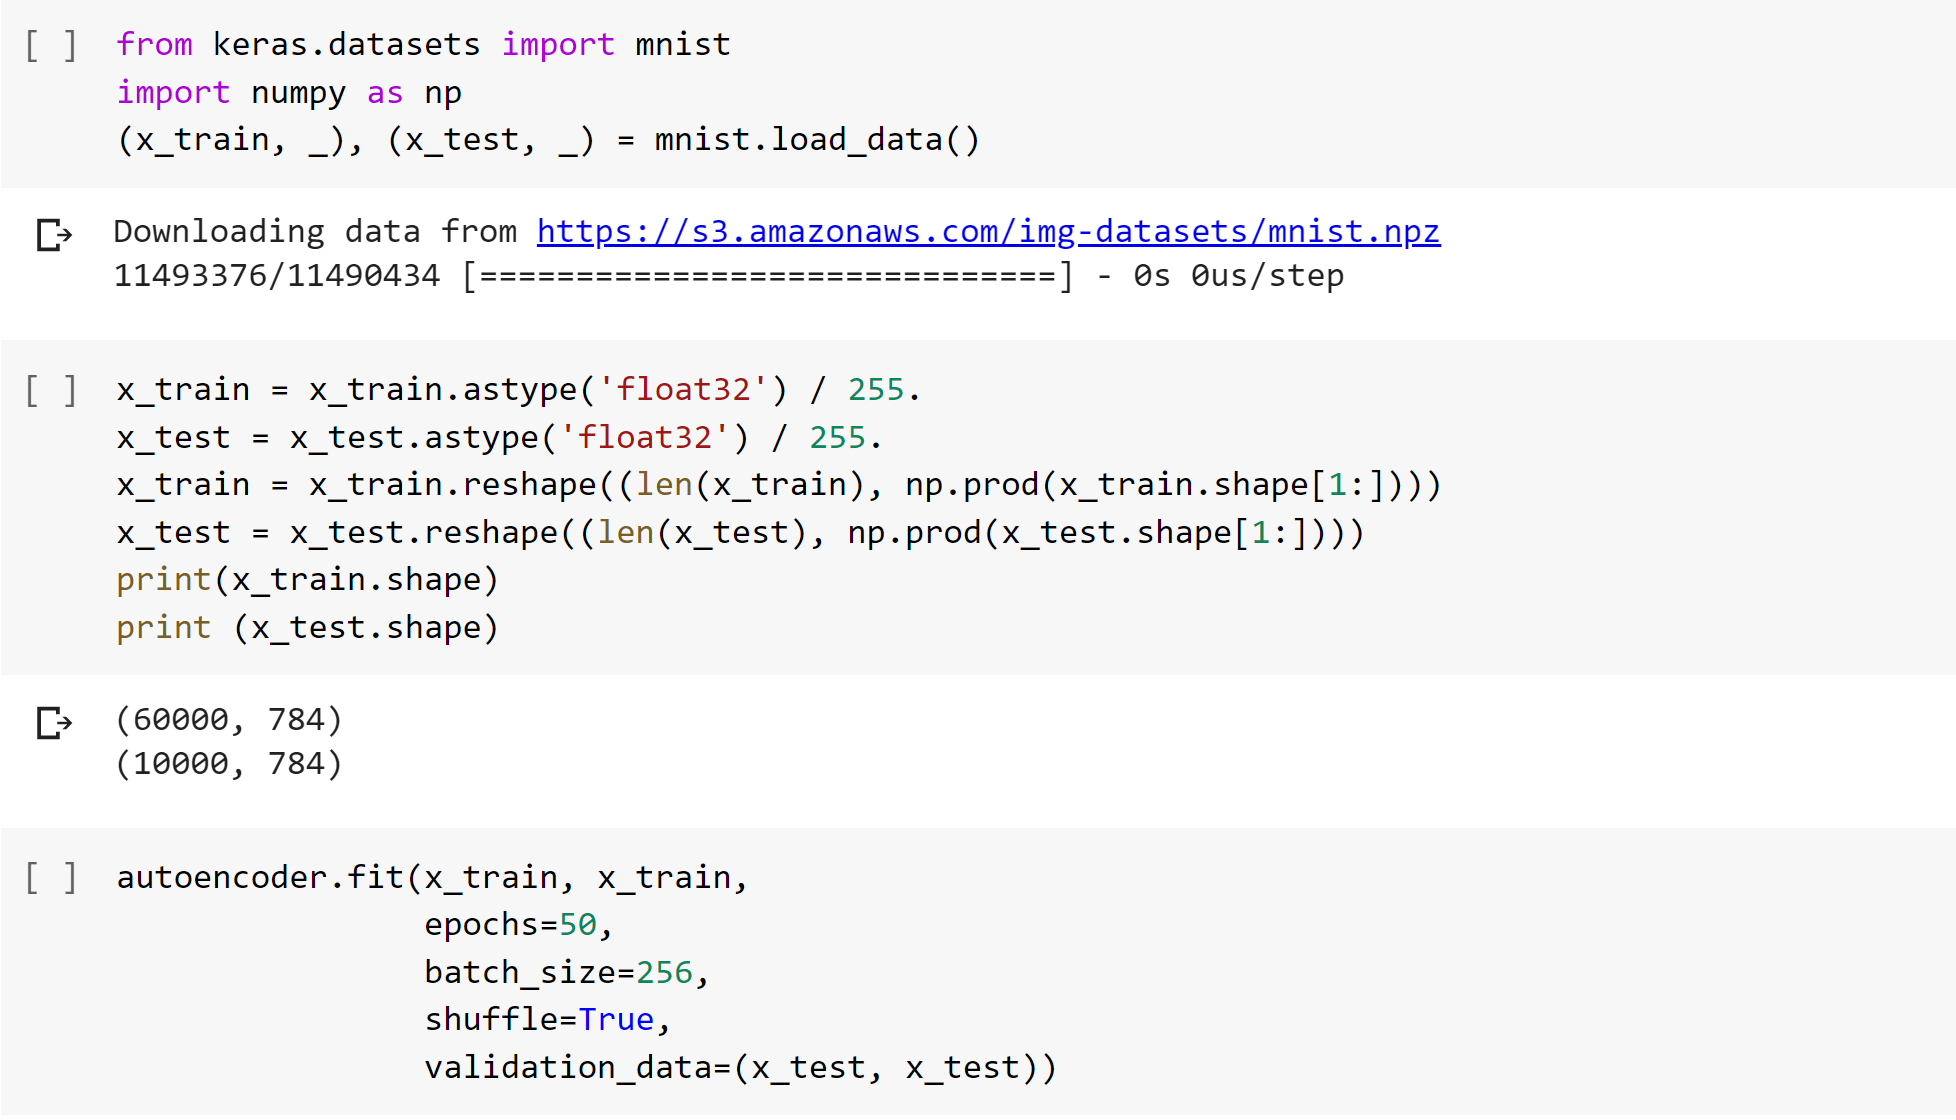 [ ] from keras.datasets import mnist
import numpy as np
(x_train, _), (x_test, _) = mnist.load_data()
Downloading data from https://s3.amazonaws.com/img-datasets/mnist.npz
11493376/11490434 [==============================] - 0s 0us/step
[ ] x_train = x_train.astype('float32') / 255.
x_test = x_test.astype('float32') / 255.
x_train = x_train.reshape((len(x_train), np.prod(x_train.shape[1:])))
x_test = x_test.reshape((len(x_test), np.prod(x_test.shape[1:])))
print(x_train.shape)
print (x_test.shape)
(60000, 784)
(10000, 784)
[ ] autoencoder.fit(x_train, x_train,
epochs=50,
batch_size=256,
shuffle=True,
validation_data=(x_test, x_test))